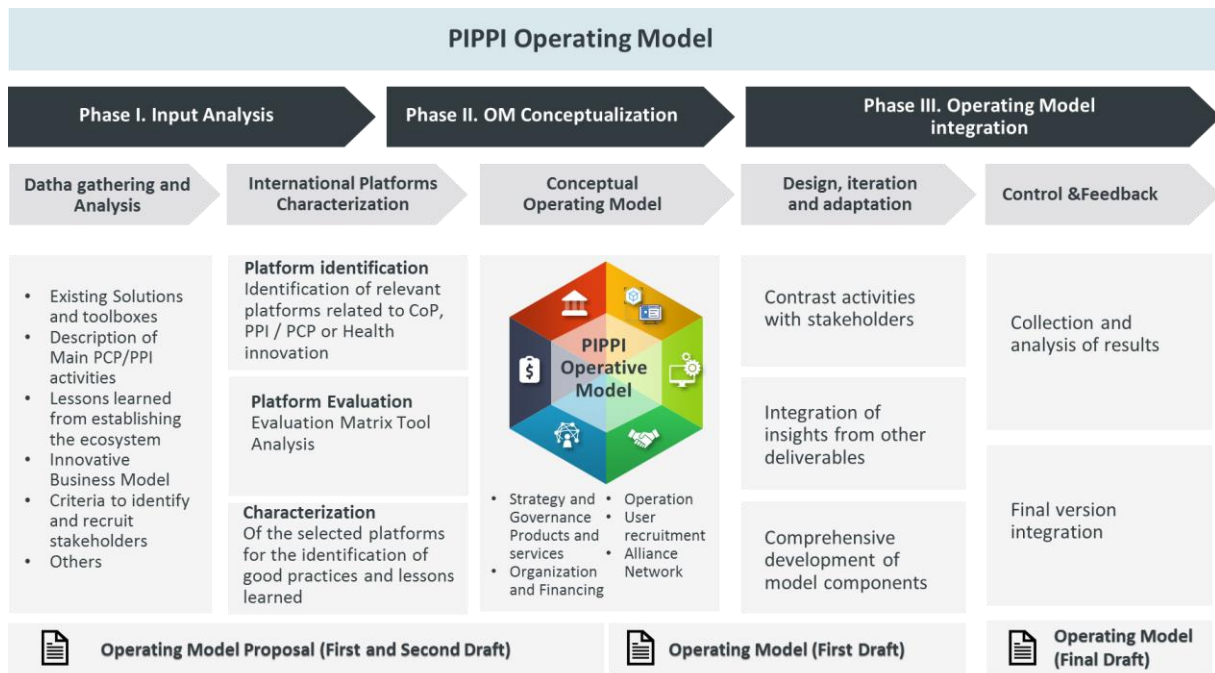 PIPPI Operating Model
Phase I. Input Analysis
Phase II. OM Conceptualization
Phase III. Operating Model
integration
Datha gathering and
Analysis
International Platforms
Characterization
Conceptual
Operating Model
Design, iteration
and adaptation
Control &Feedback
• Existing Solutions
and toolboxes
• Description of
Main PCP/PPI
activities
• Lessons learned
from establishing
the ecosystem
• Innovative
Business Model
• Criteria to identify
and recruit
stakeholders
• Others
Platform identification
Identification of relevant
platforms related to CoP,
PPI / PCP or Health
innovation
Platform Evaluation
Evaluation Matrix Tool
Analysis
Characterization
Of the selected platforms
for the identification of
good practices and lessons
learned
PIPPI
Operative
Model
$
• Strategy and
Governance
• Products and
services
• Organization
and Financing
• Operation
• User
recruitment
• Alliance
Network
Contrast activities
with stakeholders
Integration of
insights from other
deliverables
Comprehensive
development of
model components
Collection and
analysis of results
Final version
integration
Operating Model Proposal (First and Second Draft)
Operating Model (First Draft)
Operating Model
(Final Draft)